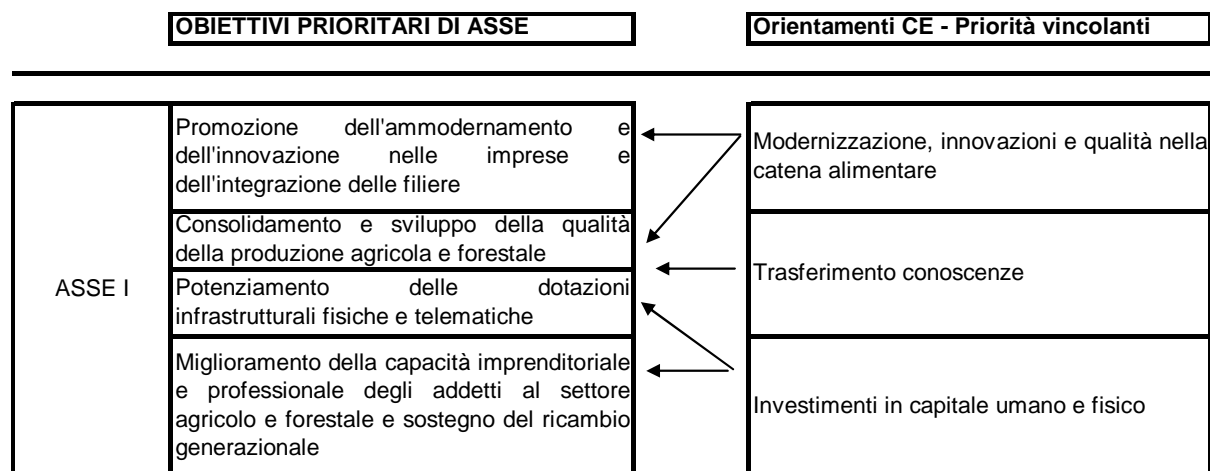 OBIETTIVI PRIORITARI DI ASSE
Orientamenti CE - Priorità vincolanti
ASSE I
Promozione dell'ammodernamento e
dell'innovazione nelle imprese e
dell'integrazione delle filiere
Consolidamento e sviluppo della qualità
della produzione agricola e forestale
Potenziamento delle dotazioni
infrastrutturali fisiche e telematiche
Miglioramento della capacità imprenditoriale
e professionale degli addetti al settore
agricolo e forestale e sostegno del ricambio
generazionale
Modernizzazione, innovazioni e qualità nella
catena alimentare
Trasferimento conoscenze
Investimenti in capitale umano e fisico